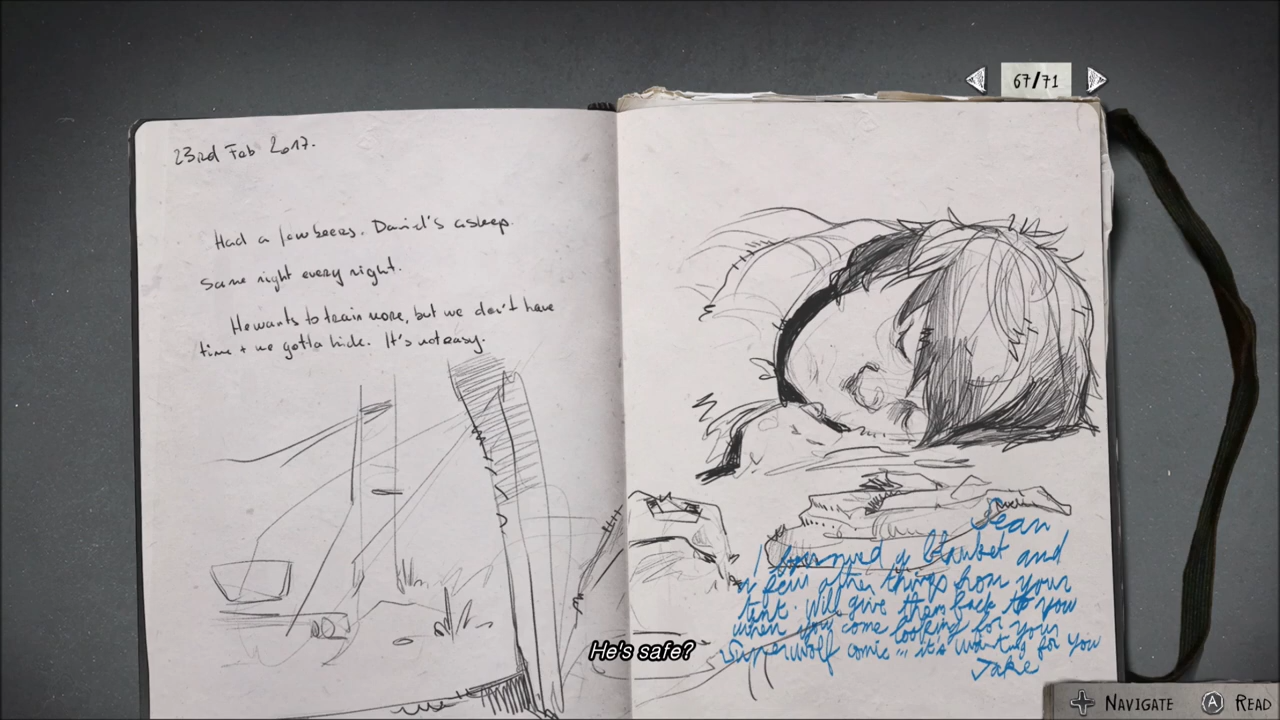 67/71
23rd Feb 2017.
Had a few beers. Daniel's asleep.
Same night every night.
He wants to train more, but we don't have
time + we gotta hide. It's not easy.
Sean
I borrowed a blanket and
a few other things from your
tent. Will give them back to you
when you come looking for your
Superwolf comic... it's waiting for you
Jake
He's safe?
NAVIGATE
A READ